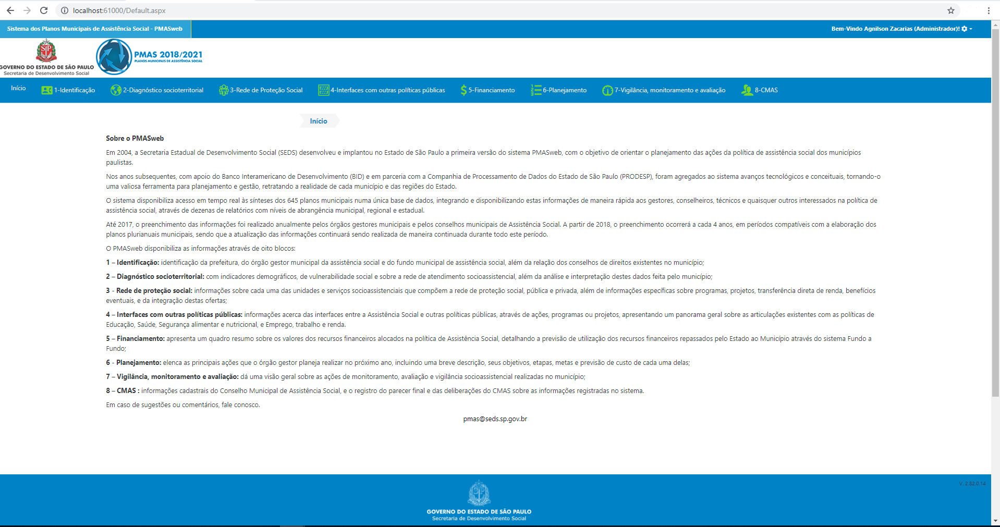 localhost:61000/Default.aspx
Sistema dos Planos Municipais de Assistência Social - PMASweb
Bem-Vindo Agnilson Zacarias (Administrador)!
SP
GOVERNO DO ESTADO DE SÃO PAULO
Secretaria de Desenvolvimento Social
PMAS 2018/2021
PLANOS MUNICIPAIS DE ASSISTÊNCIA SOCIAL
Início
1-Identificação
2-Diagnóstico socioterritorial
3-Rede de Proteção Social
4-Interfaces com outras políticas públicas
5-Financiamento
6-Planejamento
7-Vigilância, monitoramento e avaliação
8-CMAS
Início
Sobre o PMASweb
Em 2004, a Secretaria Estadual de Desenvolvimento Social (SEDS) desenvolveu e implantou no Estado de São Paulo a primeira versão do sistema PMASweb, com o objetivo de orientar o planejamento das ações da política de assistência social dos municípios
paulistas.
Nos anos subsequentes, com apoio do Banco Interamericano de Desenvolvimento (BID) e em parceria com a Companhia de Processamento de Dados do Estado de São Paulo (PRODESP), foram agregados ao sistema avanços tecnológicos e conceituais, tornando-o
uma valiosa ferramenta para planejamento e gestão, retratando a realidade de cada município e das regiões do Estado.
O sistema disponibiliza acesso em tempo real às sínteses dos 645 planos municipais numa única base de dados, integrando e disponibilizando estas informações de maneira rápida aos gestores, conselheiros, técnicos e quaisquer outros interessados na política de
assistência social, através de dezenas de relatórios com níveis de abrangência municipal, regional e estadual.
Até 2017, o preenchimento das informações foi realizado anualmente pelos órgãos gestores municipais e pelos conselhos municipais de Assistência Social. A partir de 2018, o preenchimento ocorrerá a cada 4 anos, em períodos compatíveis com a elaboração dos
planos plurianuais municipais, sendo que a atualização das informações continuará sendo realizada de maneira continuada durante todo este período.
O PMASweb disponibiliza as informações através de oito blocos:
1 – Identificação: identificação da prefeitura, do órgão gestor municipal da assistência social e do fundo municipal de assistência social, além da relação dos conselhos de direitos existentes no município;
2 – Diagnóstico socioterritorial: com indicadores demográficos, de vulnerabilidade social e sobre a rede de atendimento socioassistencial, além da análise e interpretação destes dados feita pelo município;
3 - Rede de proteção social: informações sobre cada uma das unidades e serviços socioassistenciais que compõem a rede de proteção social, pública e privada, além de informações específicas sobre programas, projetos, transferência direta de renda, benefícios
eventuais, e da integração destas ofertas;
4 – Interfaces com outras políticas públicas: informações acerca das interfaces entre a Assistência Social e outras políticas públicas, através de ações, programas ou projetos, apresentando um panorama geral sobre as articulações existentes com as políticas de
Educação, Saúde, Segurança alimentar e nutricional, e Emprego, trabalho e renda.
5 – Financiamento: apresenta um quadro resumo sobre os valores dos recursos financeiros alocados na política de Assistência Social, detalhando a previsão de utilização dos recursos financeiros repassados pelo Estado ao Município através do sistema Fundo a
Fundo;
6 - Planejamento: elenca as principais ações que o órgão gestor planeja realizar no próximo ano, incluindo uma breve descrição, seus objetivos, etapas, metas e previsão de custo de cada uma delas;
7 – Vigilância, monitoramento e avaliação: dá uma visão geral sobre as ações de monitoramento, avaliação e vigilância socioassistencial realizadas no município;
8 – CMAS : informações cadastrais do Conselho Municipal de Assistência Social, e o registro do parecer final e das deliberações do CMAS sobre as informações registradas no sistema.
Em caso de sugestões ou comentários, fale conosco.
pmas@seds.sp.gov.br
V. 2.82.0.14
SP
GOVERNO DO ESTADO DE SÃO PAULO
Secretaria de Desenvolvimento Social